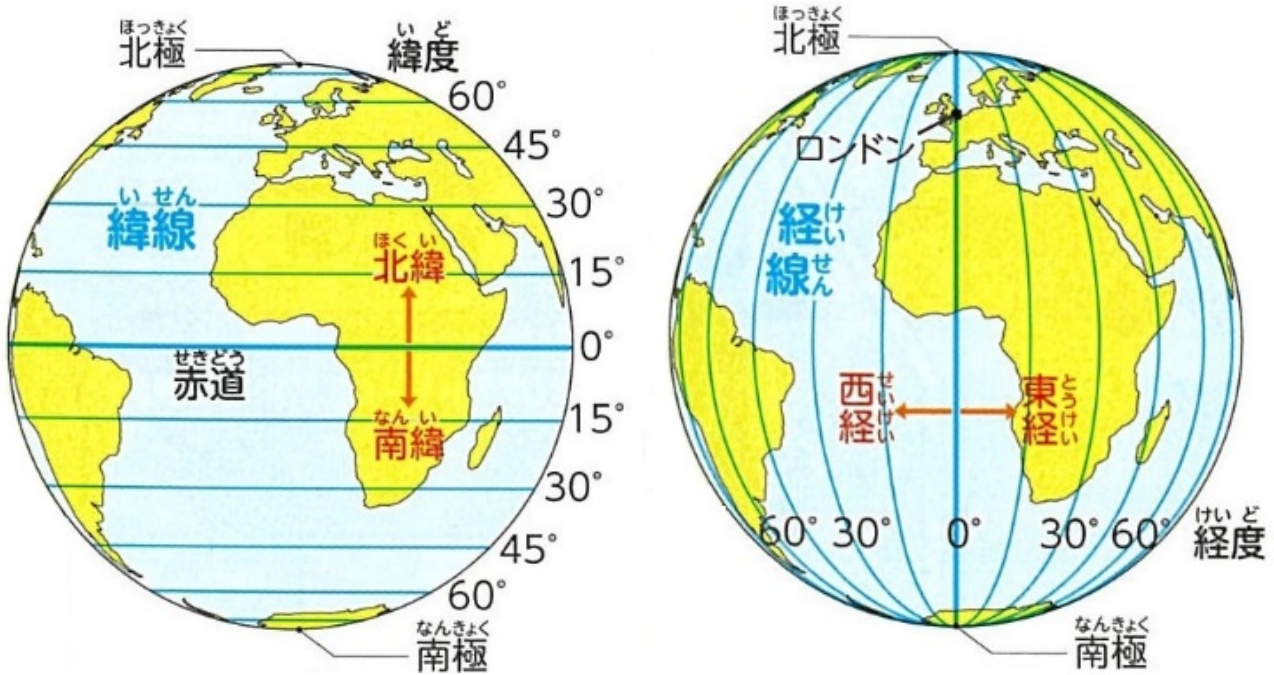 ほっきょく
北極
いど
緯度
60°
45°
30°
15°
0°
15°
30°
45°
60°
いせん
緯線
ほくい
北緯
せきどう
赤道
なんい
南緯
なんきょく
南極
ほっきょく
北極
ロンドン
経けい
線せん
西せい
経けい
東とう
経けい
60° 30° 0° 30° 60°
けいど
経度
なんきょく
南極